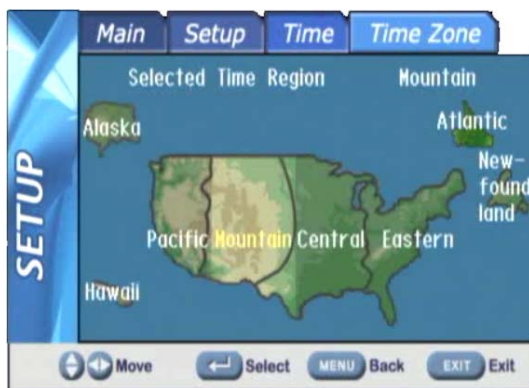 Main Setup Time Time Zone
Selected Time Region Mountain
Alaska
Atlantic
New-
found
land
Pacific Mountain Central Eastern
Hawaii
SETUP
Move Select MENU Back EXIT Exit